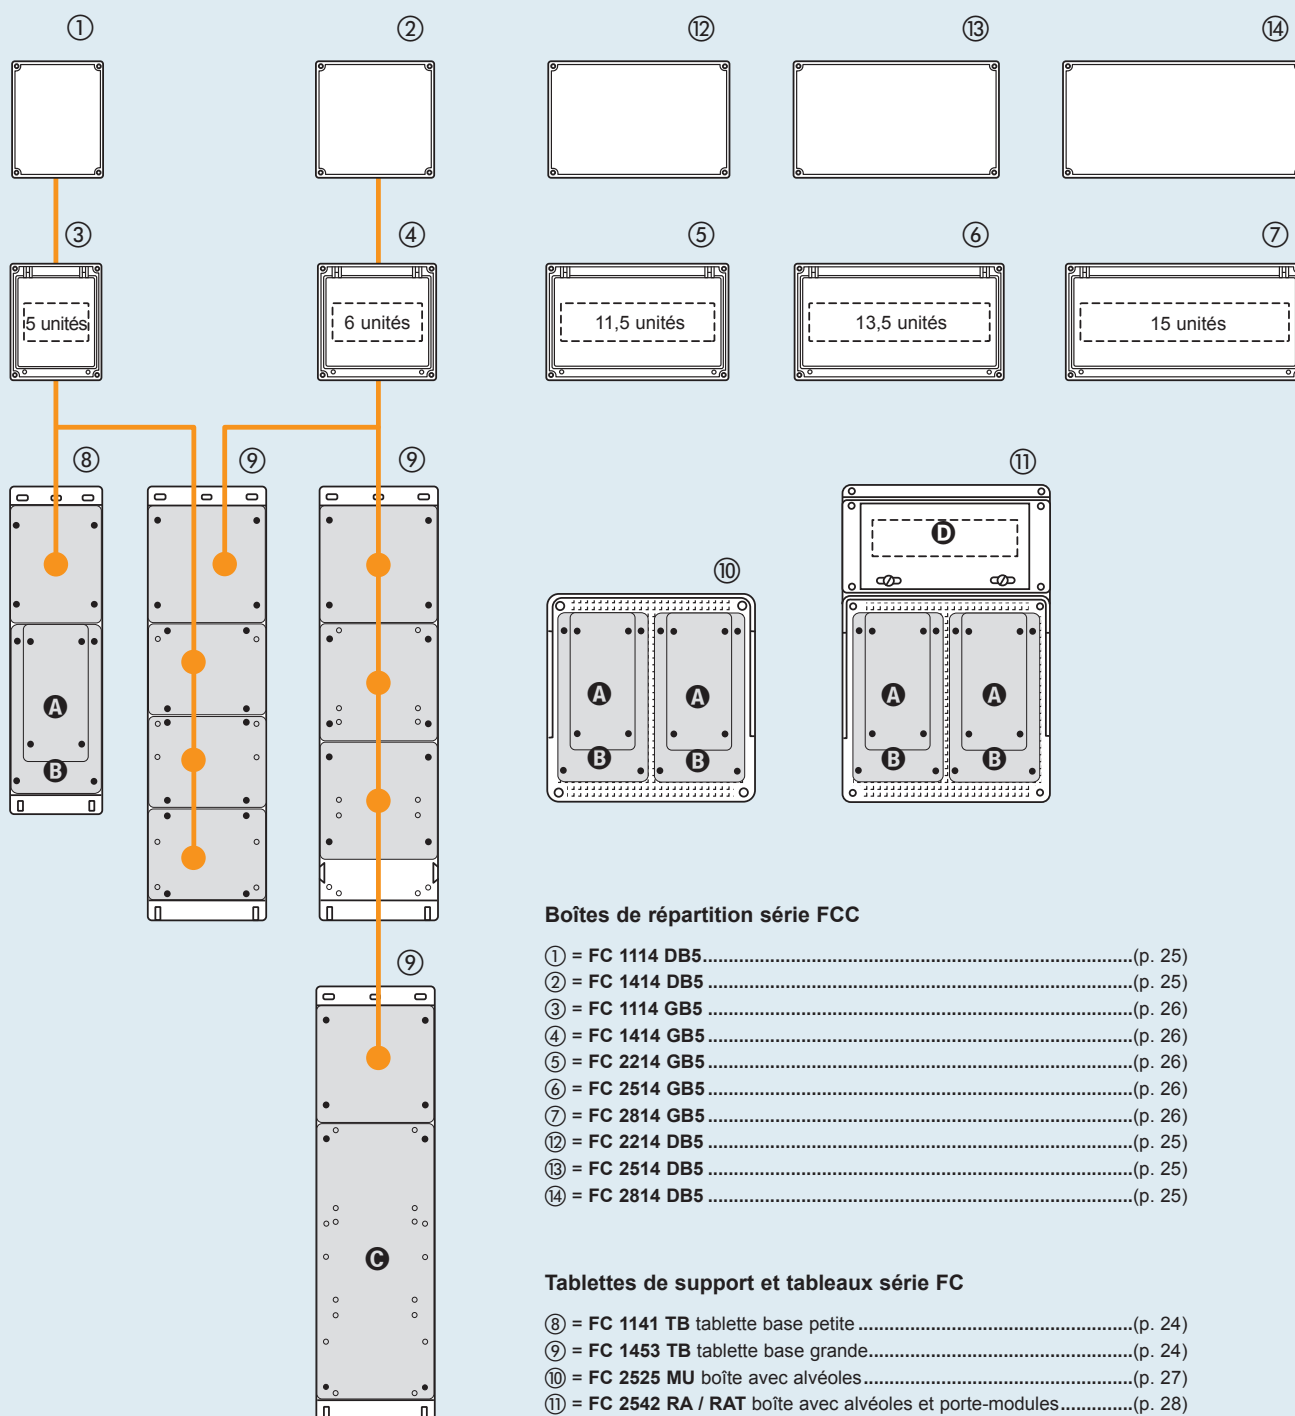 ① ② ⑫ ⑬ ⑭
③ ④ ⑤ ⑥ ⑦
5 unités 6 unités 11,5 unités 13,5 unités 15 unités
⑧ ⑨ ⑨ ⑪
D
⑩
A A A A A
B B B B B
Boîtes de répartition série FCC
① = FC 1114 DB5 (p. 25)
⑨
② = FC 1414 DB5 (p. 25)
③ = FC 1114 GB5 (p. 26)
④ = FC 1414 GB5 (p. 26)
⑤ = FC 2214 GB5 (p. 26)
⑥ = FC 2514 GB5 (p. 26)
⑦ = FC 2814 GB5 (p. 26)
⑫ = FC 2214 DB5 (p. 25)
⑬ = FC 2514 DB5 (p. 25)
⑭ = FC 2814 DB5 (p. 25)
C
Tablettes de support et tableaux série FC
⑧ = FC 1141 TB tablette base petite (p. 24)
⑨ = FC 1453 TB tablette base grande (p. 24)
⑩ = FC 2525 MU boîte avec alvéoles (p. 27)
⑪ = FC 2542 RA / RAT boîte avec alvéoles et porte-modules (p. 28)